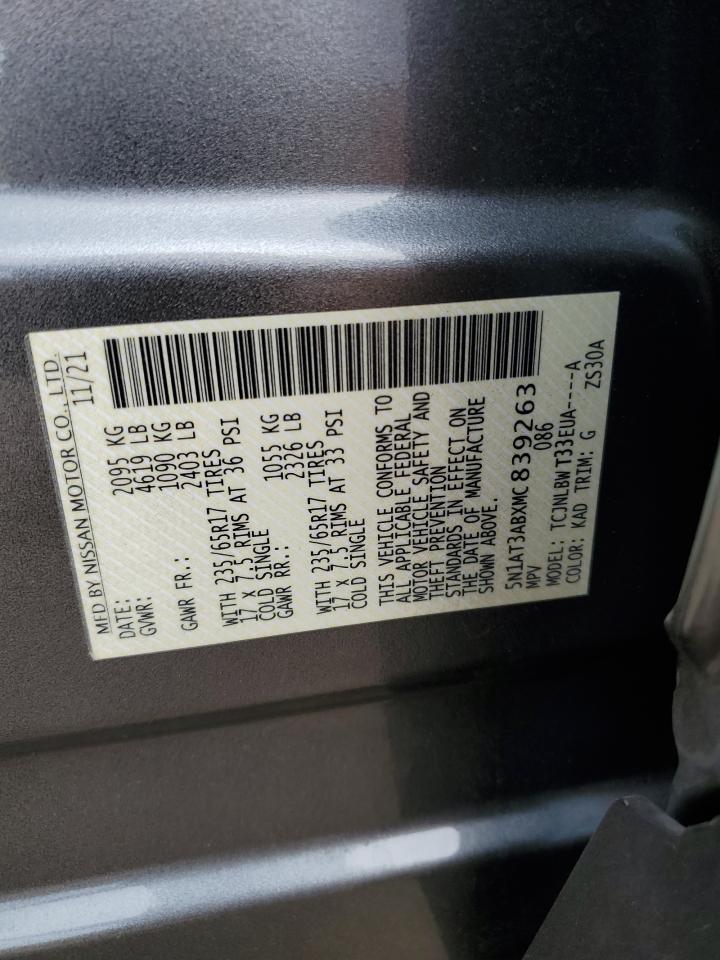 MFD BY NISSAN MOTOR CO., LTD.
DATE: 11/21
GVWR: 2095 KG
4619 LB
GAWR FR.: 1090 KG
2403 LB
WITH 235/65R17 TIRES
17 X 7.5 RIMS AT 36 PSI
COLD SINGLE
GAWR RR.: 1055 KG
2326 LB
WITH 235/65R17 TIRES
17 X 7.5 RIMS AT 33 PSI
COLD SINGLE
THIS VEHICLE CONFORMS TO
ALL APPLICABLE FEDERAL
MOTOR VEHICLE SAFETY AND
THEFT PREVENTION
STANDARDS IN EFFECT ON
THE DATE OF MANUFACTURE
SHOWN ABOVE.
5N1AT3ABXMC839263
MPV 086
MODEL: TCJNLBW T33EUA----A
COLOR: KAD TRIM: G ZS30A